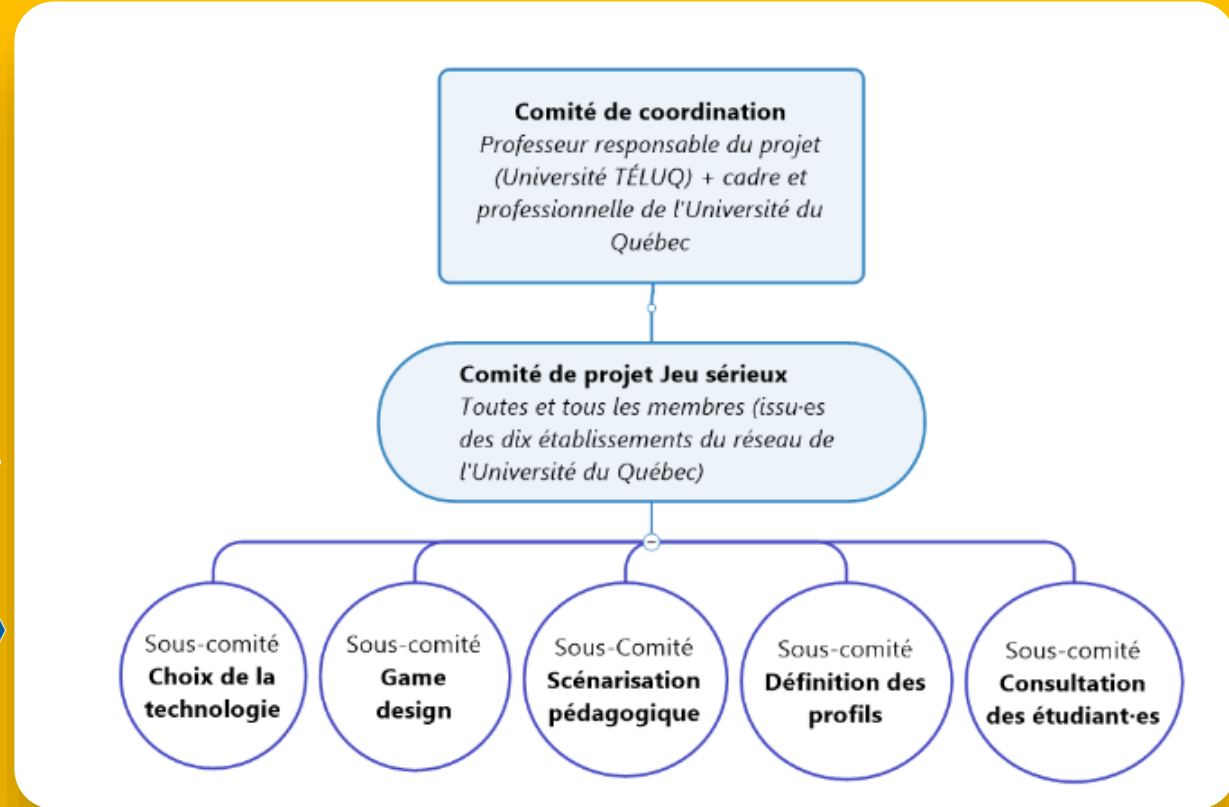 Comité de coordination
Professeur responsable du projet
(Université TÉLUQ) + cadre et
professionnelle de l'Université du
Québec
Comité de projet Jeu sérieux
Toutes et tous les membres (issu·es
des dix établissements du réseau de
l'Université du Québec)
Sous-comité
Choix de la
technologie
Sous-comité
Game
design
Sous-Comité
Scénarisation
pédagogique
Sous-comité
Définition des
profils
Sous-comité
Consultation
des étudiant·es